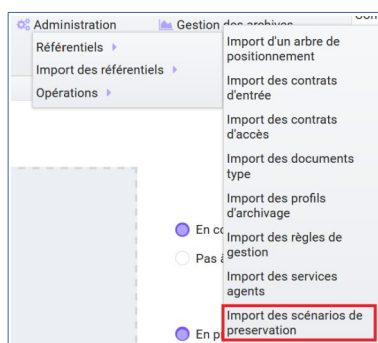 Administration
Gestion des archives
Référentiels
Import des référentiels
Opérations
Import d'un arbre de
positionnement
Import des contrats
d'entrée
Import des contrats
d'accès
Import des documents
type
Import des profils
d'archivage
Import des règles de
gestion
Import des services
agents
Import des scénarios de
preservation
En
Pas
En